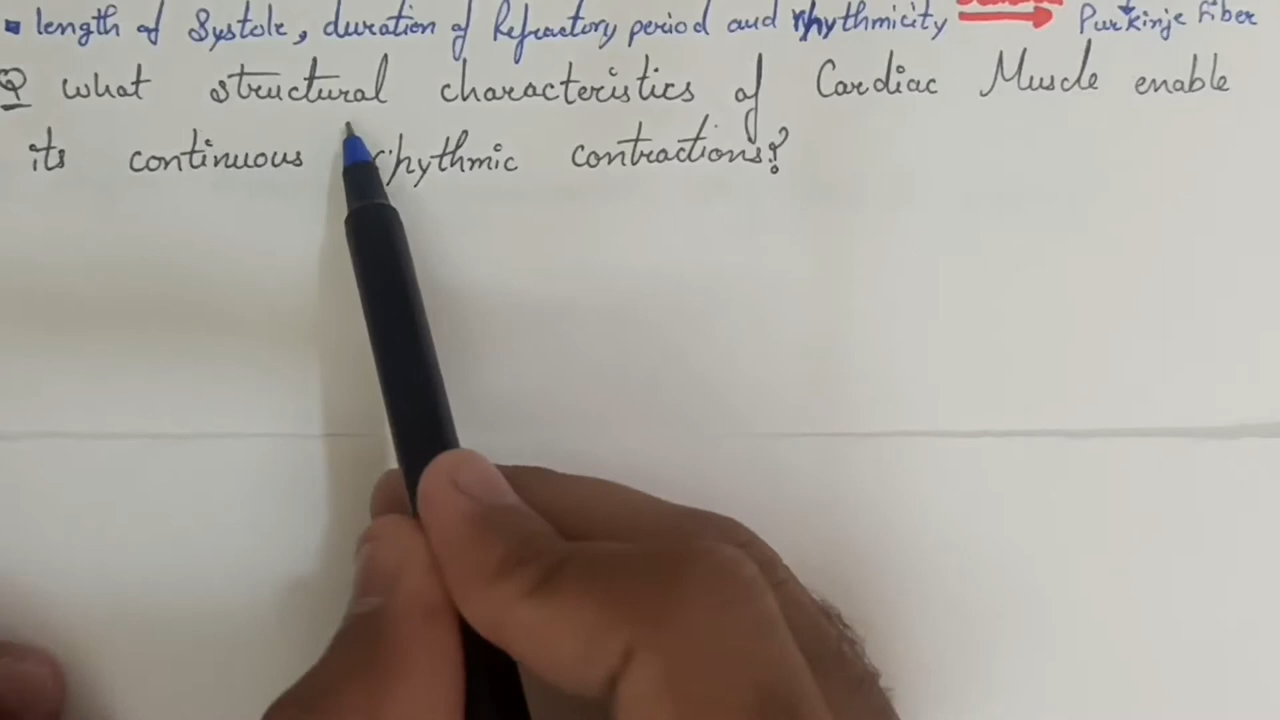 ▪ length of Systole, duration of Refractory period and rhythmicity → Purkinje Fiber
Q what structural characteristics of Cardiac Muscle enable
its continuous rhythmic contractions?